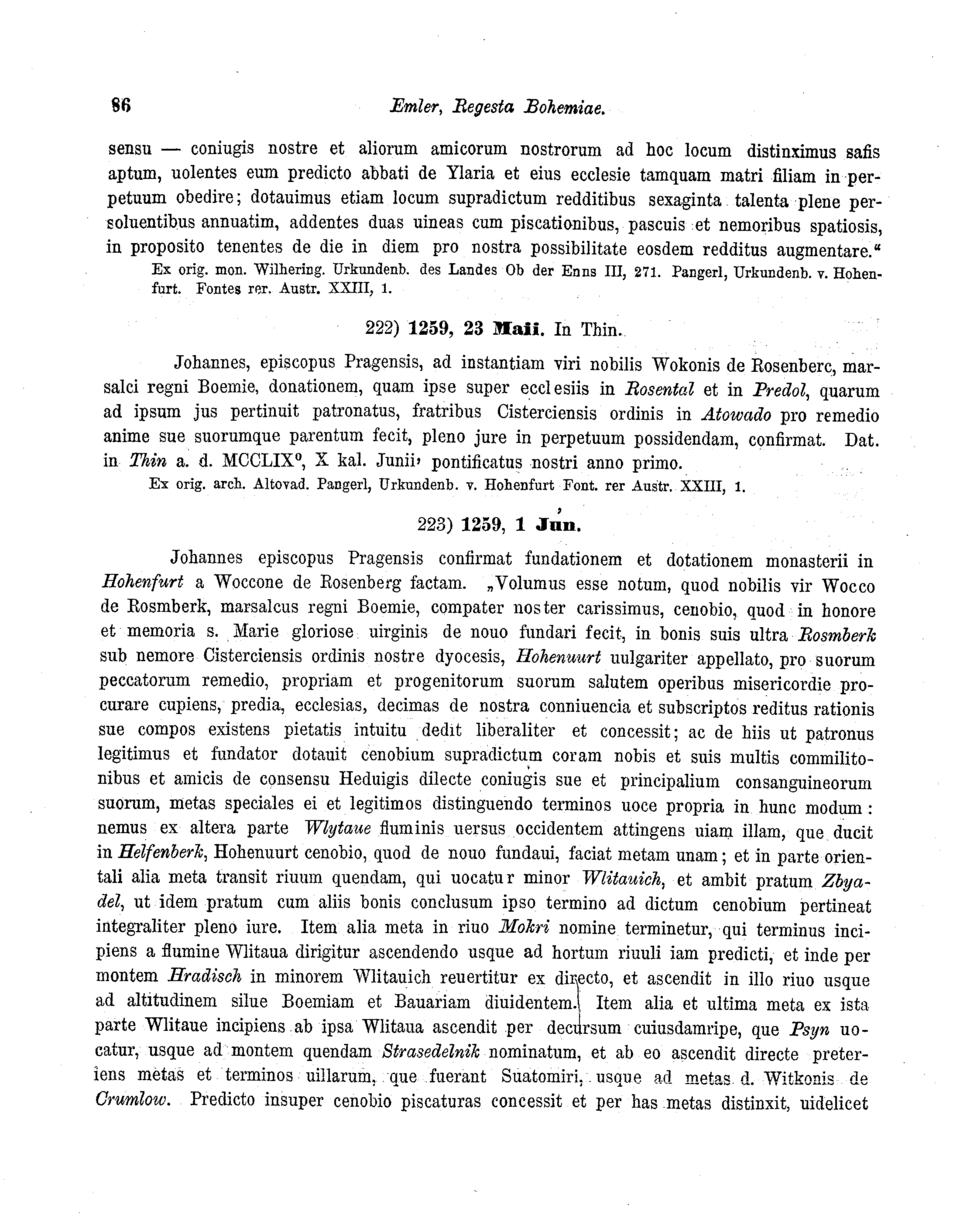 86 Emler, Regesta Bohemiae.
sensu — coniugis nostre et aliorum amicorum nostrorum ad hoc locum distinximus safis
aptum, uolentes eum predicto abbati de Ylaria et eius ecclesie tamquam matri filiam in per-
petuum obedire; dotauimus etiam locum supradictum redditibus sexaginta talenta plene per-
soluentibus annuatim, addentes duas uineas cum piscationibus, pascuis et nemoribus spatiosis,
in proposito tenentes de die in diem pro nostra possibilitate eosdem redditus augmentare.“
Ex orig. mon. Wilhering. Urkundenb. des Landes Ob der Enns III, 271. Pangerl, Urkundenb. v. Hohen-
furt. Fontes rer. Austr. XXIII, 1.
222) 1259, 23 Maii. In Thin.
Johannes, episcopus Pragensis, ad instantiam viri nobilis Wokonis de Rosenberc, mar-
salci regni Boemie, donationem, quam ipse super ecclesiis in Rosental et in Predol, quarum
ad ipsum jus pertinuit patronatus, fratribus Cisterciensis ordinis in Atowado pro remedio
anime sue suorumque parentum fecit, pleno jure in perpetuum possidendam, confirmat. Dat.
in Thin a. d. MCCLIX⁰, X kal. Junii, pontificatus nostri anno primo.
Ex orig. arch. Altovad. Pangerl, Urkundenb. v. Hohenfurt Font. rer Austr. XXIII, 1.
223) 1259, 1 Jun.
Johannes episcopus Pragensis confirmat fundationem et dotationem monasterii in
Hohenfurt a Woccone de Rosenberg factam. „Volumus esse notum, quod nobilis vir Wocco
de Rosmberk, marsalcus regni Boemie, compater noster carissimus, cenobio, quod in honore
et memoria s. Marie gloriose uirginis de nouo fundari fecit, in bonis suis ultra Rosmberk
sub nemore Cisterciensis ordinis nostre dyocesis, Hohenuurt uulgariter appellato, pro suorum
peccatorum remedio, propriam et progenitorum suorum salutem operibus misericordie pro-
curare cupiens, predia, ecclesias, decimas de nostra conniuencia et subscriptos reditus rationis
sue compos existens pietatis intuitu dedit liberaliter et concessit; ac de hiis ut patronus
legitimus et fundator dotauit cenobium supradictum coram nobis et suis multis commilito-
nibus et amicis de consensu Heduigis dilecte coniugis sue et principalium consanguineorum
suorum, metas speciales ei et legitimos distinguendo terminos uoce propria in hunc modum:
nemus ex altera parte Wlytaue fluminis uersus occidentem attingens uiam illam, que ducit
in Helfenberk, Hohenuurt cenobio, quod de nouo fundaui, faciat metam unam; et in parte orien-
tali alia meta transit riuum quendam, qui uocatur minor Wlitauich, et ambit pratum Zbya-
del, ut idem pratum cum aliis bonis conclusum ipso termino ad dictum cenobium pertineat
integraliter pleno iure. Item alia meta in riuo Mokri nomine terminetur, qui terminus inci-
piens a flumine Wlitaua dirigitur ascendendo usque ad hortum riuuli iam predicti, et inde per
montem Hradisch in minorem Wlitauich reuertitur ex directo, et ascendit in illo riuo usque
ad altitudinem silue Boemiam et Bauariam diuidentem. Item alia et ultima meta ex ista
parte Wlitaue incipiens ab ipsa Wlitaua ascendit per decursum cuiusdamripe, que Psyn uo-
catur, usque ad montem quendam Strasedelnik nominatum, et ab eo ascendit directe preter-
iens metas et terminos uillarum, que fuerant Suatomiri, usque ad metas d. Witkonis de
Crumlow. Predicto insuper cenobio piscaturas concessit et per has metas distinxit, uidelicet